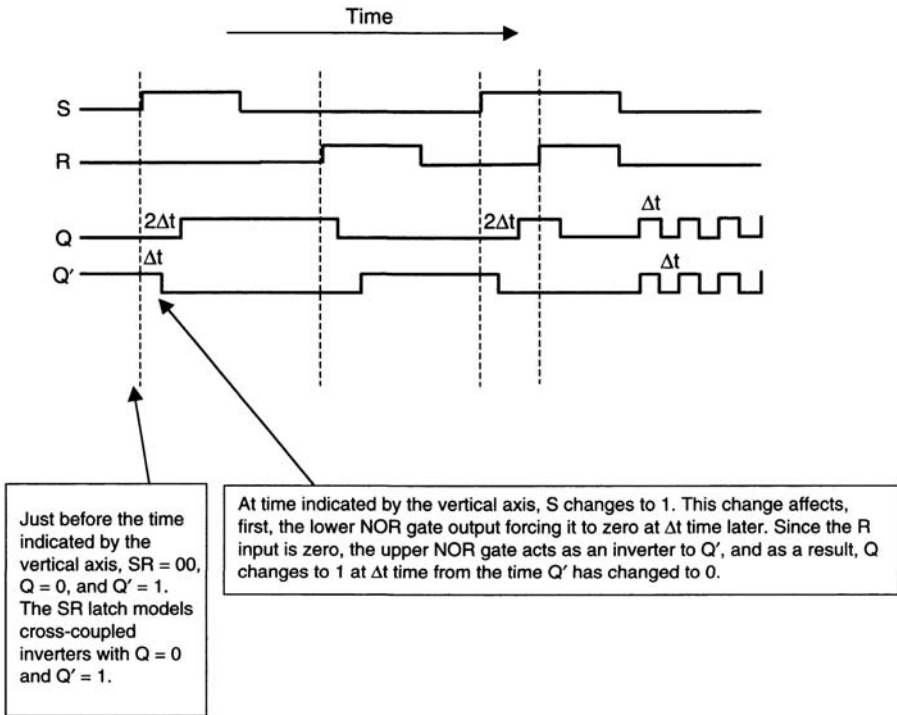 Time
S
R
Δt
2Δt
2Δt
Q
Δt
Δt
Q′
Just before the time
indicated by the
vertical axis, SR = 00,
Q = 0, and Q′ = 1.
The SR latch models
cross-coupled
inverters with Q = 0
and Q′ = 1.
At time indicated by the vertical axis, S changes to 1. This change affects,
first, the lower NOR gate output forcing it to zero at Δt time later. Since the R
input is zero, the upper NOR gate acts as an inverter to Q′, and as a result, Q
changes to 1 at Δt time from the time Q′ has changed to 0.